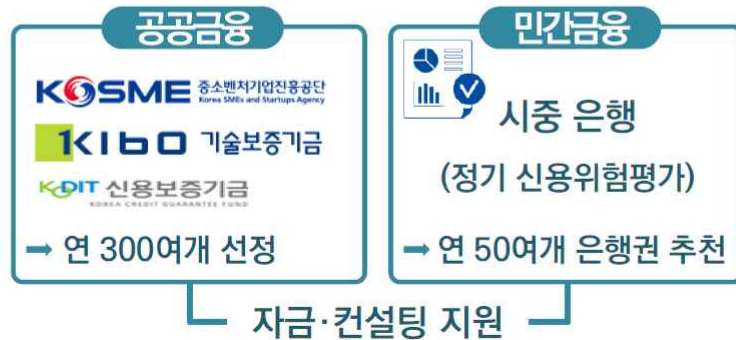 공공금융
KOSME 중소벤처기업진흥공단
Korea SMEs and Startups Agency
KIBO 기술보증기금
KODIT 신용보증기금
KOREA CREDIT GUARANTEE FUND
➡ 연 300여개 선정
민간금융
시중 은행
(정기 신용위험평가)
➡ 연 50여개 은행권 추천
자금·컨설팅 지원